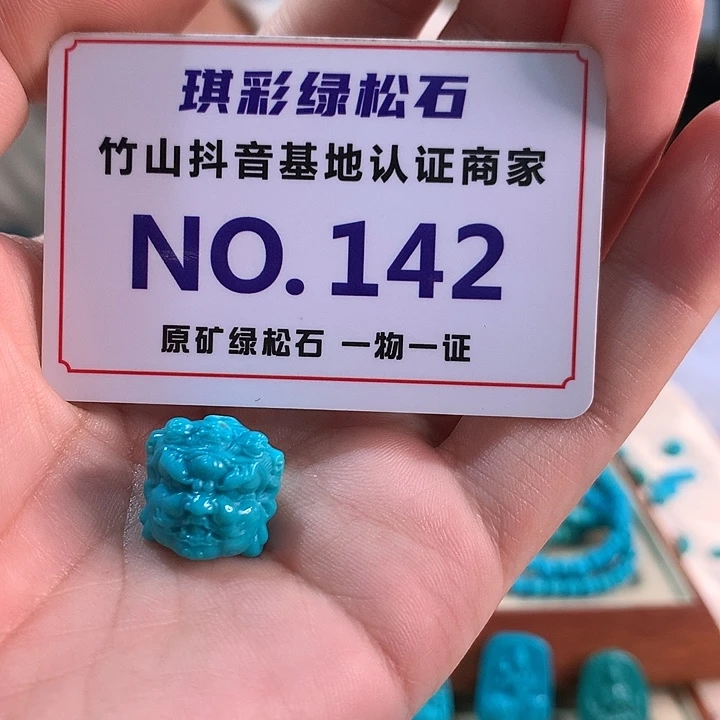 琪彩绿松石
竹山抖音基地认证商家
NO.142
原矿绿松石 一物一证